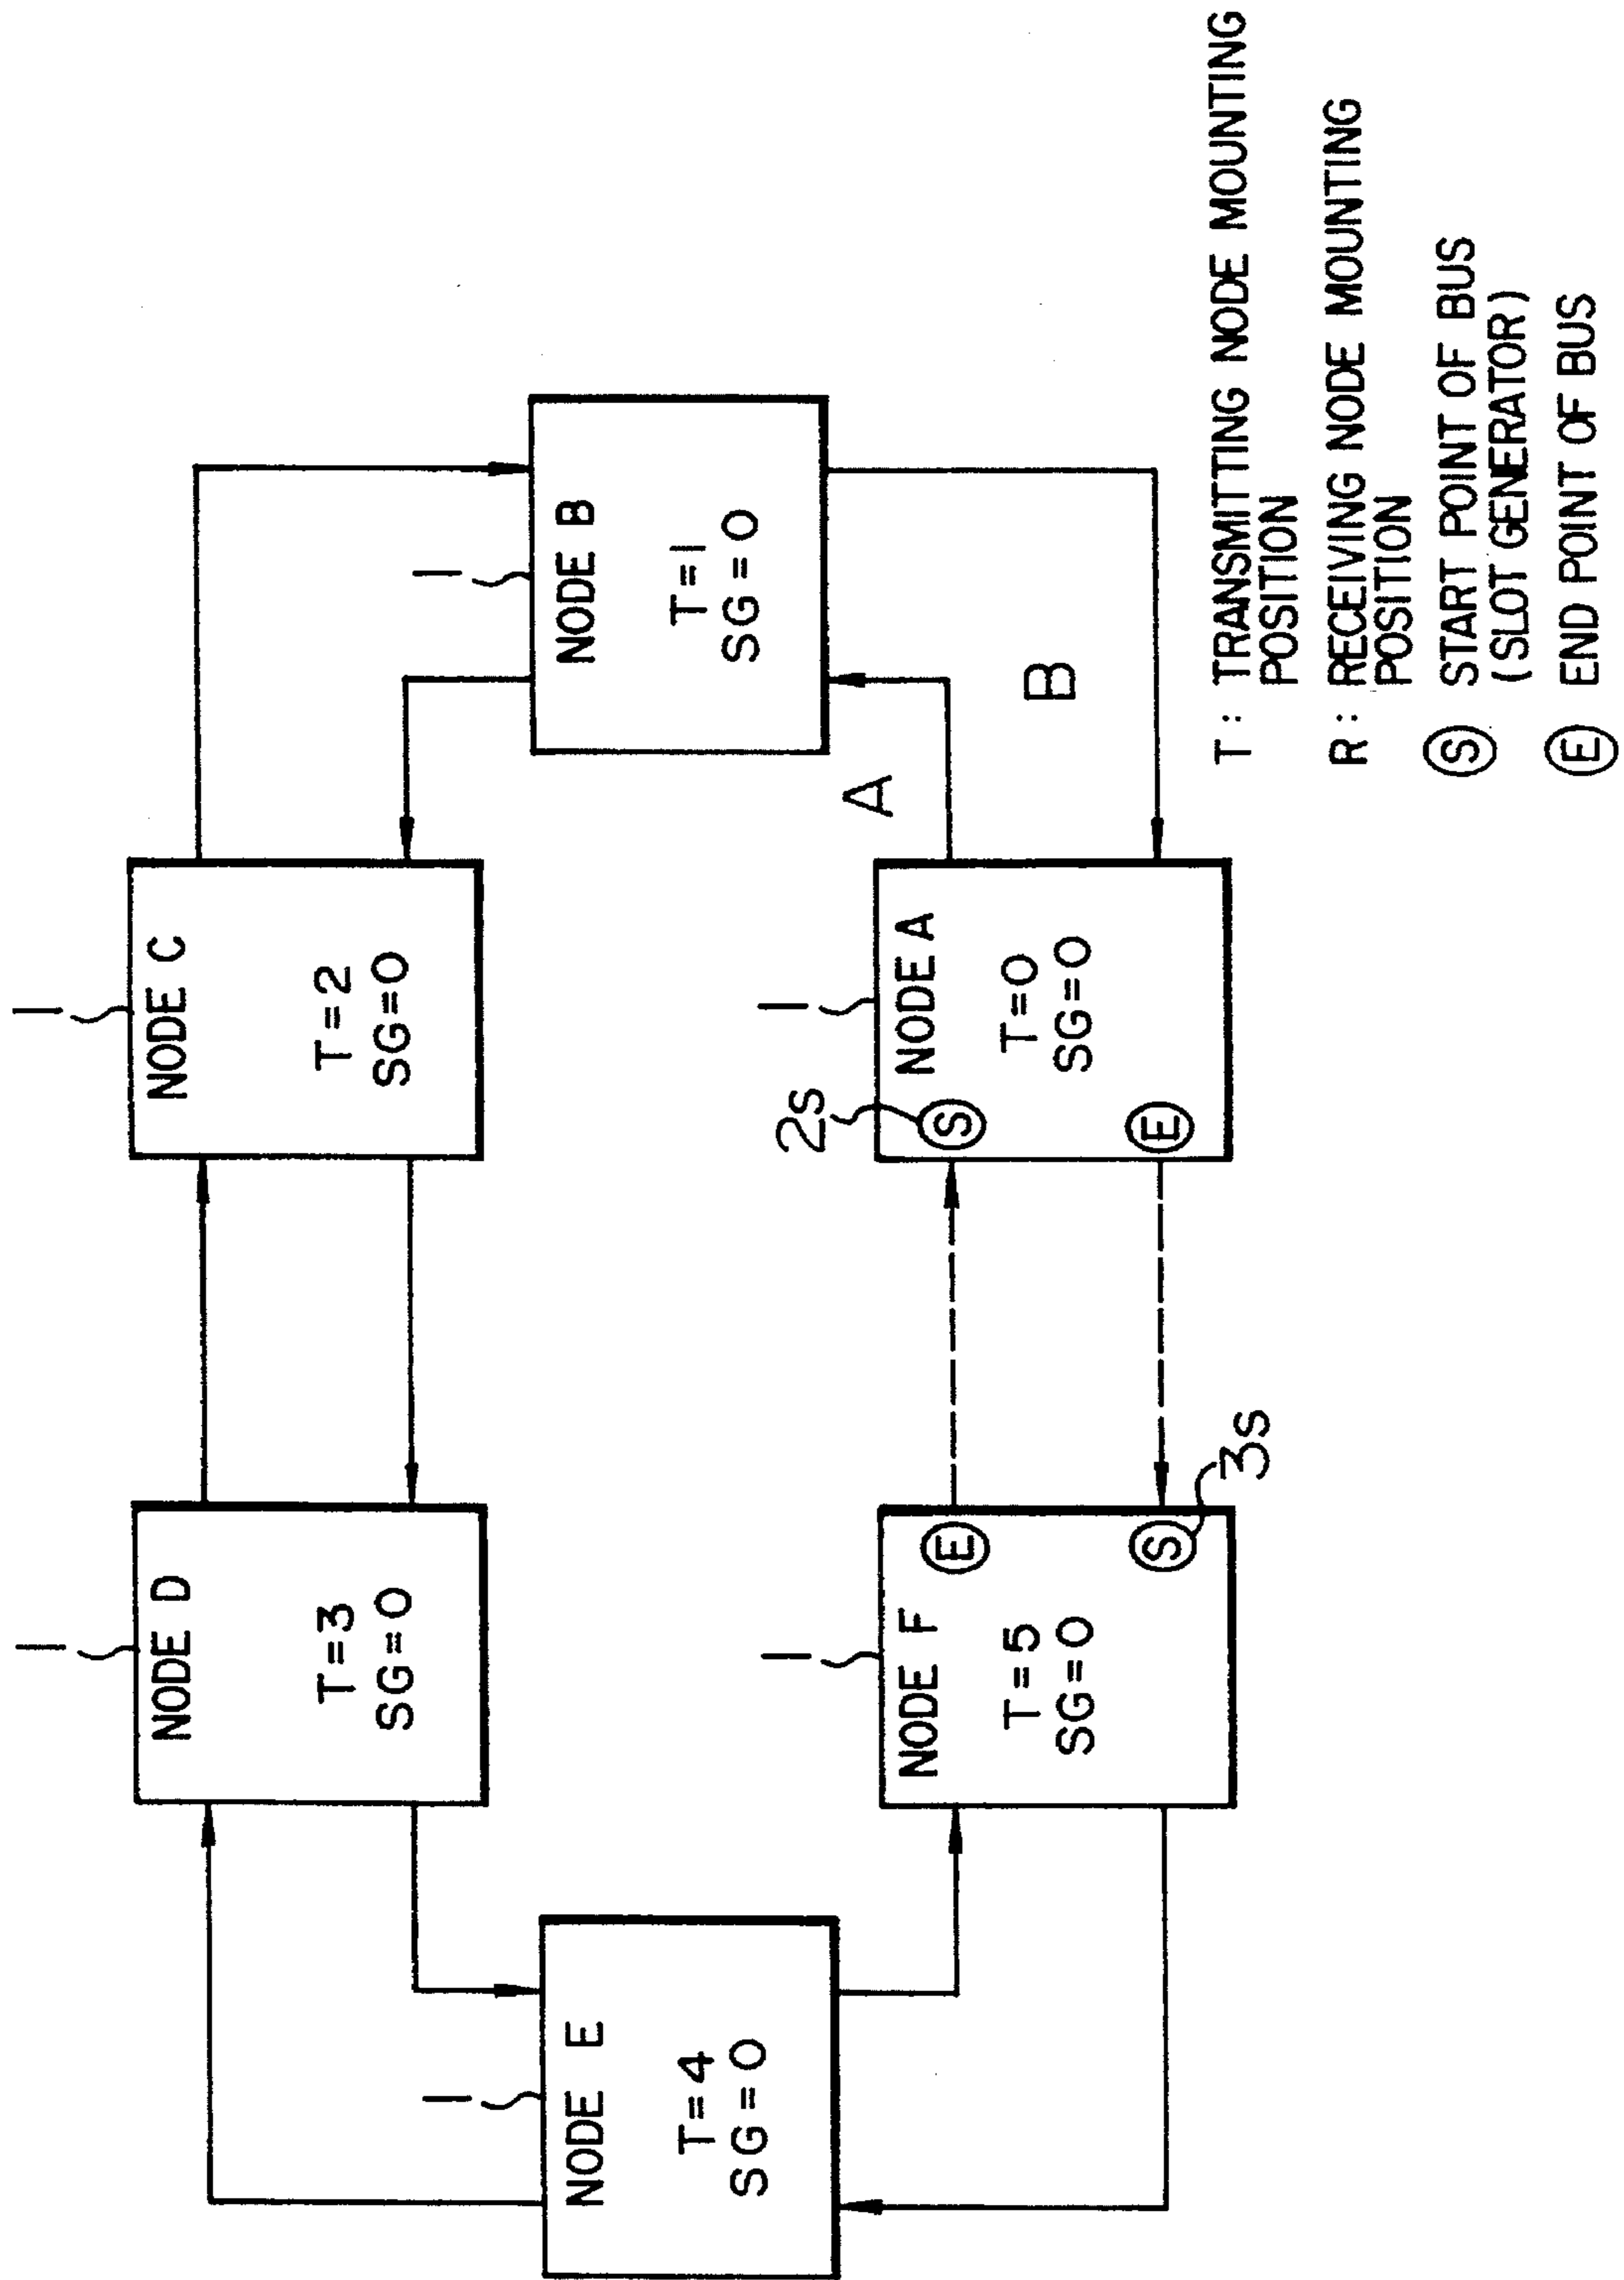 1
NODE D
T=3
SG=0
1
NODE C
T=2
SG=0
1
NODE E
T=4
SG=0
1
NODE B
T=1
SG=0
1
NODE F
T=5
SG=0
E
S
3s
1
NODE A
T=0
SG=0
2s
S
E
A
B
T : TRANSMITTING NODE MOUNTING
POSITION
R : RECEIVING NODE MOUNTING
POSITION
S START POINT OF BUS
(SLOT GENERATOR)
E END POINT OF BUS